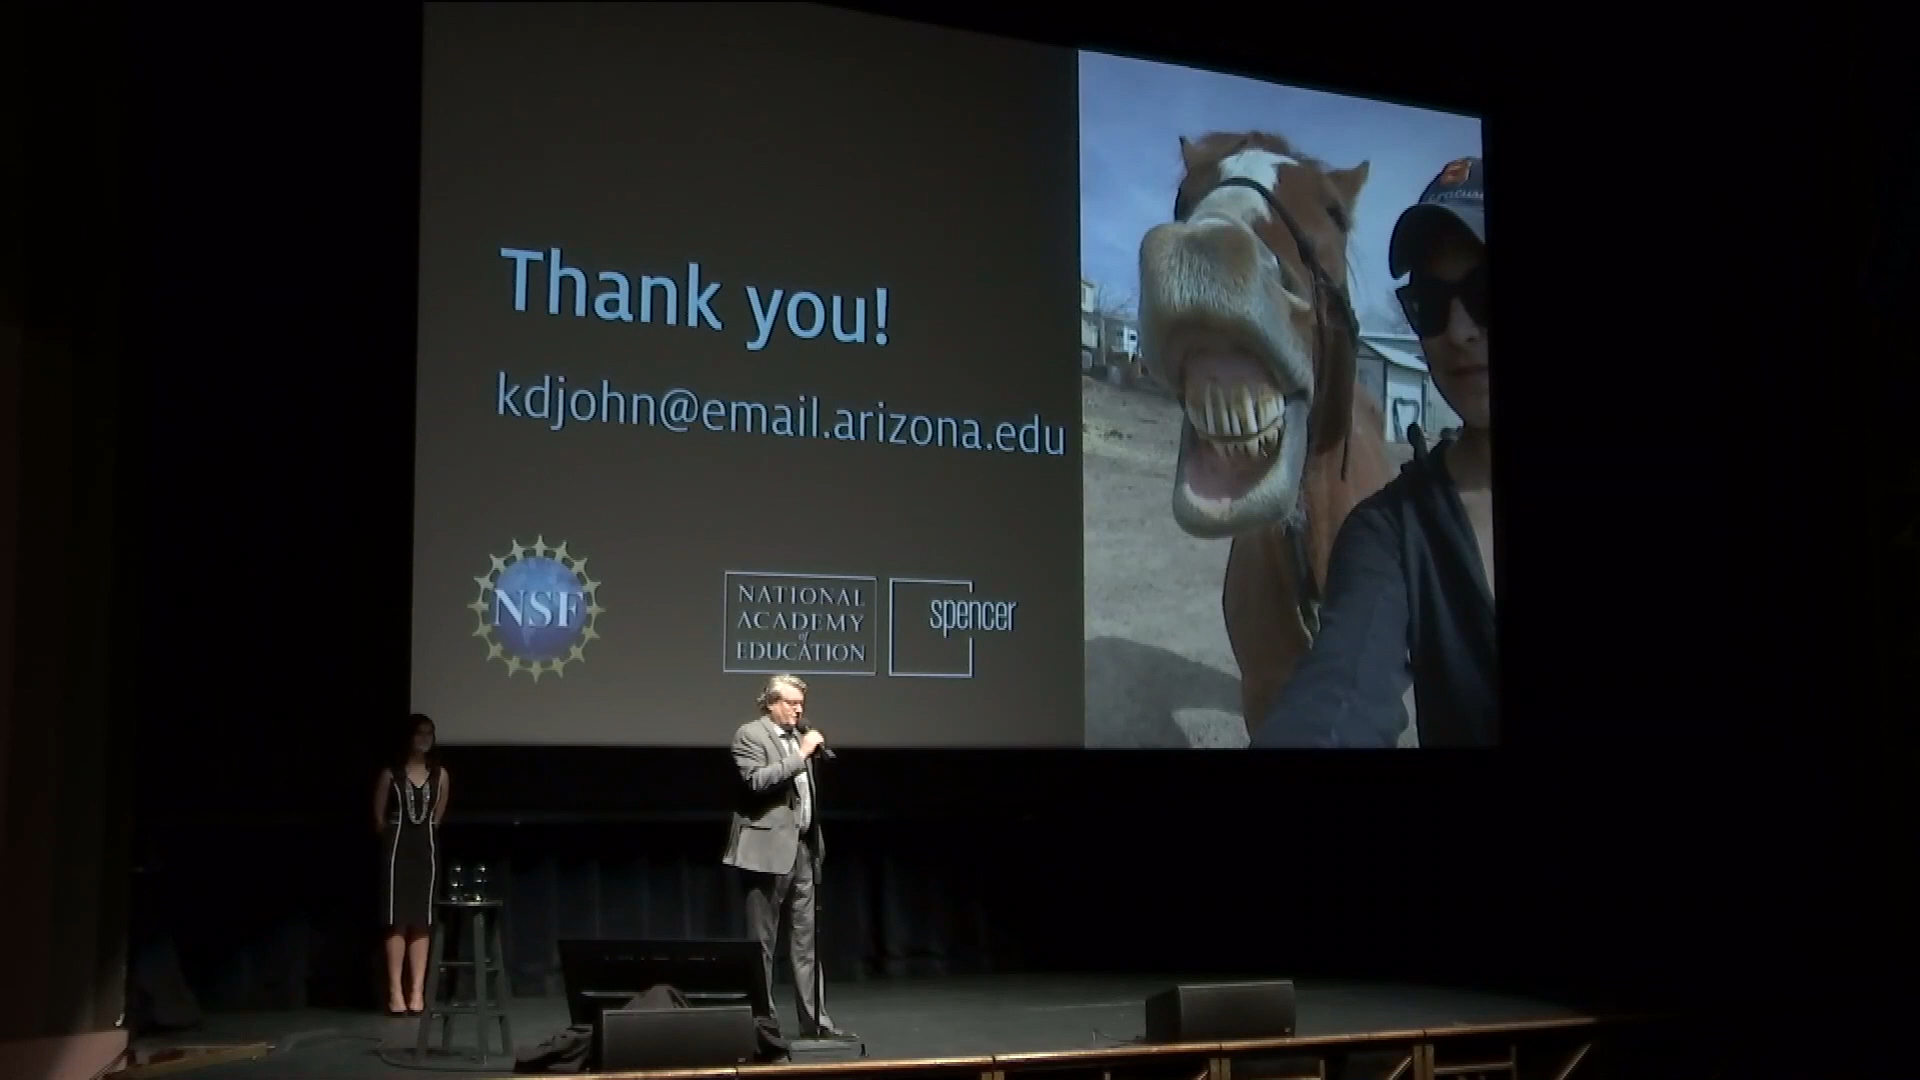 Thank you!
kdjohn@email.arizona.edu
NSF
NATIONAL
ACADEMY
of
EDUCATION
spencer